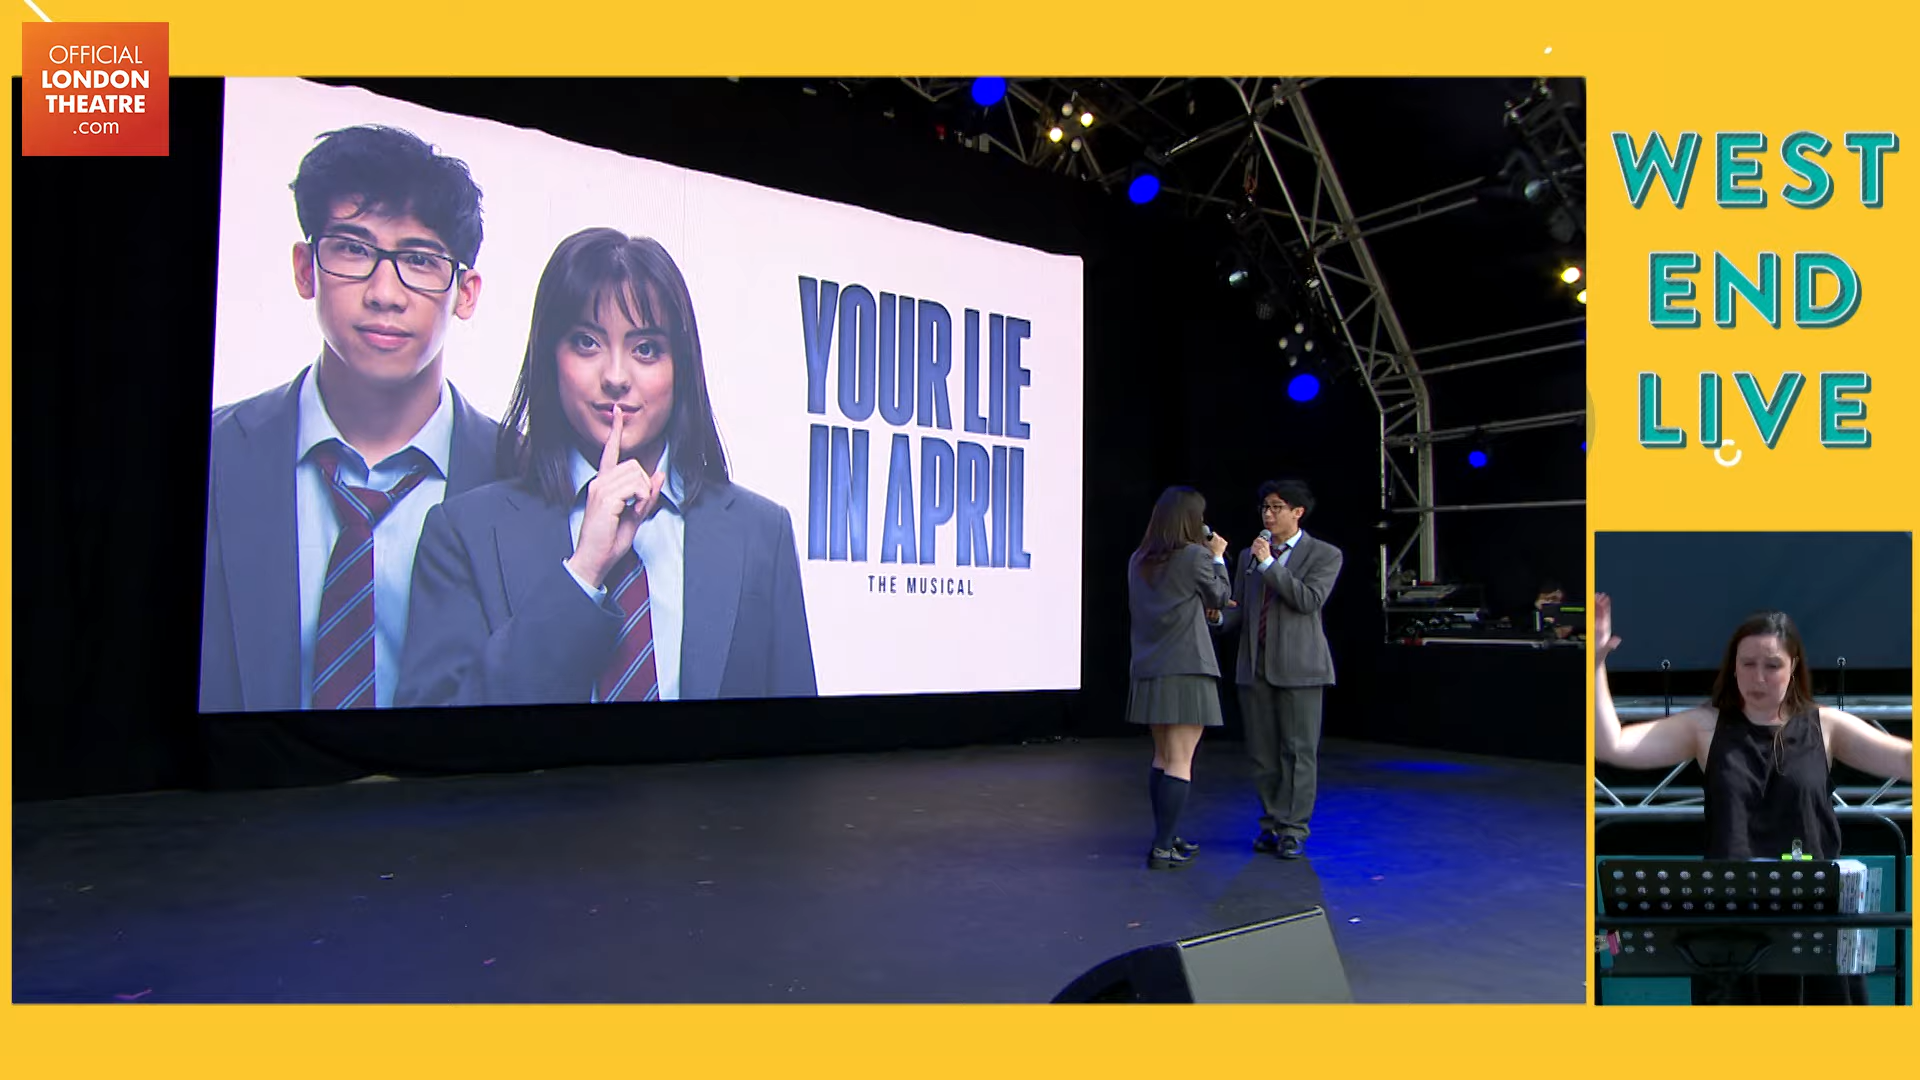 OFFICIAL
LONDON
THEATRE
.com
YOUR LIE
IN APRIL
THE MUSICAL
WEST
END
LIVE